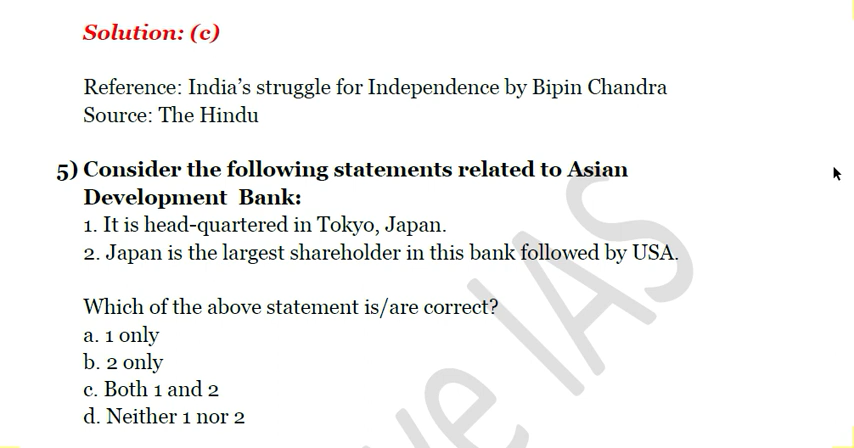 Solution: (c)
Reference: India's struggle for Independence by Bipin Chandra
Source: The Hindu
5) Consider the following statements related to Asian
Development Bank:
1. It is head-quartered in Tokyo, Japan.
2. Japan is the largest shareholder in this bank followed by USA.
Which of the above statement is/are correct?
a. 1 only
b. 2 only
c. Both 1 and 2
d. Neither 1 nor 2
IAS